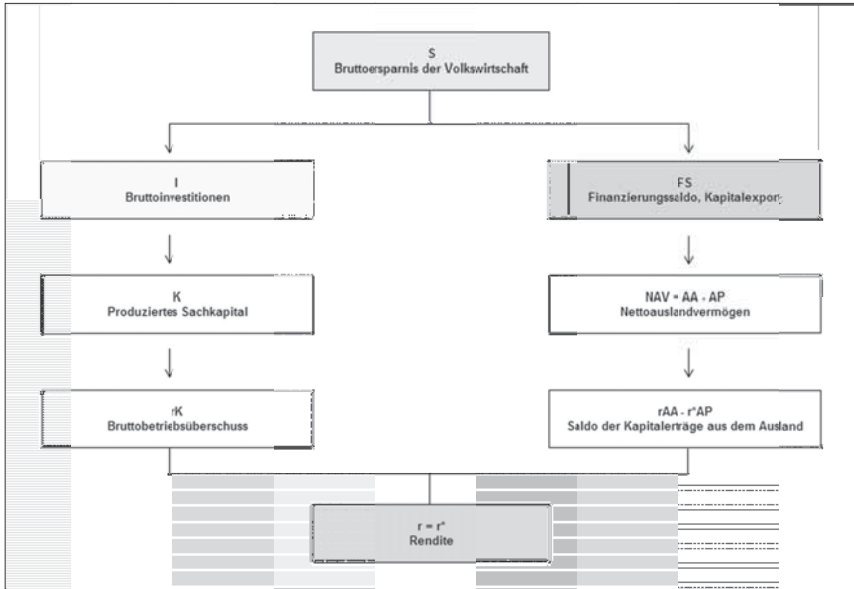 S
Bruttoersparnis der Volkswirtschaft
I
Bruttoinvestitionen
FS
Finanzierungssaldo, Kapitalexport
K
Produziertes Sachkapital
NAV = AA - AP
Nettoauslandvermögen
rK
Bruttobetriebsüberschuss
rAA - r*AP
Saldo der Kapitalerträge aus dem Ausland
r = r*
Rendite